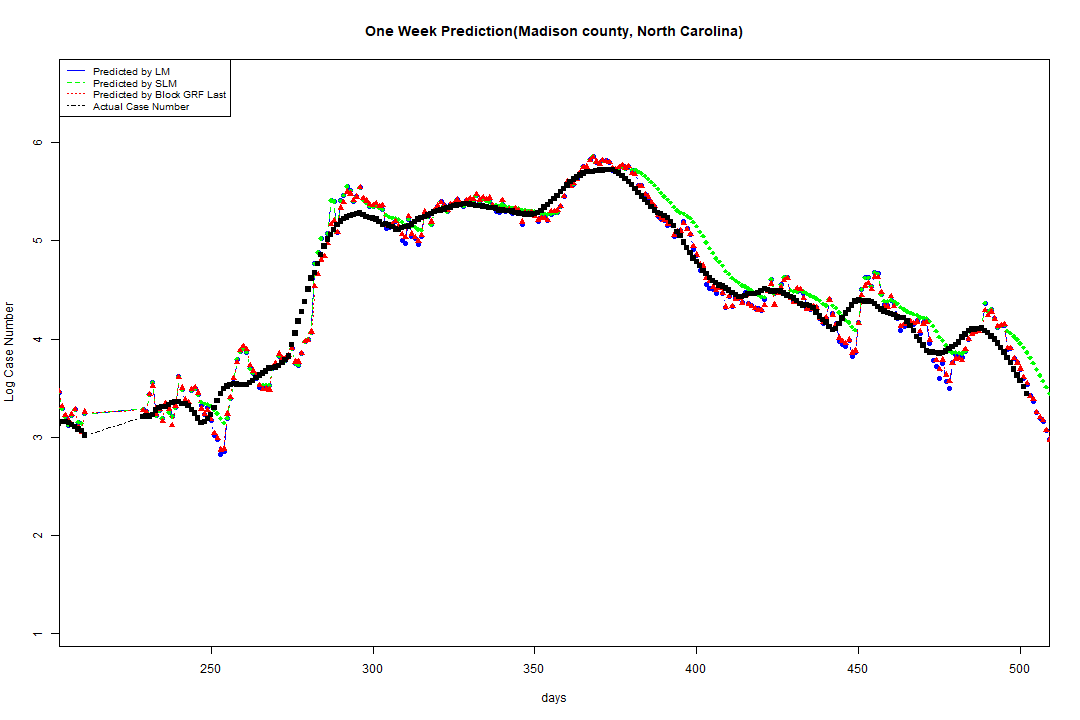 One Week Prediction(Madison county, North Carolina)
Predicted by LM
Predicted by SLM
Predicted by Block GRF Last
Actual Case Number
Log Case Number
6
5
4
3
2
1
250 300 350 400 450 500
days